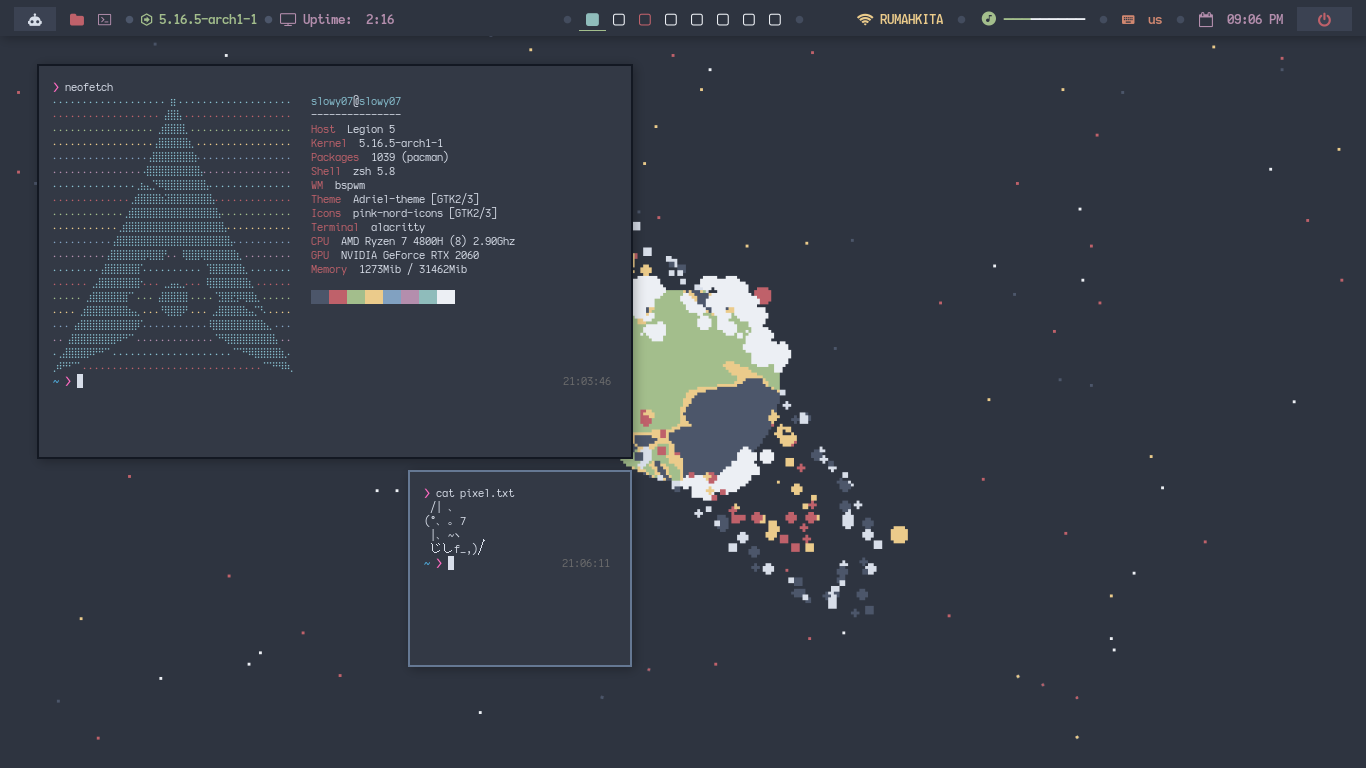 5.16.5-arch1-1 Uptime: 2:16 RUMAHKITA us 09:06 PM
❯ neofetch
slowy07@slowy07
---------------
Host Legion 5
Kernel 5.16.5-arch1-1
Packages 1039 (pacman)
Shell zsh 5.8
WM bspwm
Theme Adriel-theme [GTK2/3]
Icons pink-nord-icons [GTK2/3]
Terminal alacritty
CPU AMD Ryzen 7 4800H (8) 2.90Ghz
GPU NVIDIA GeForce RTX 2060
Memory 1273Mib / 31462Mib
~ ❯ 21:03:46
❯ cat pixel.txt
/| 、
(°、 。7
|、~ヽ
じしf_,)/
~ ❯ 21:06:11